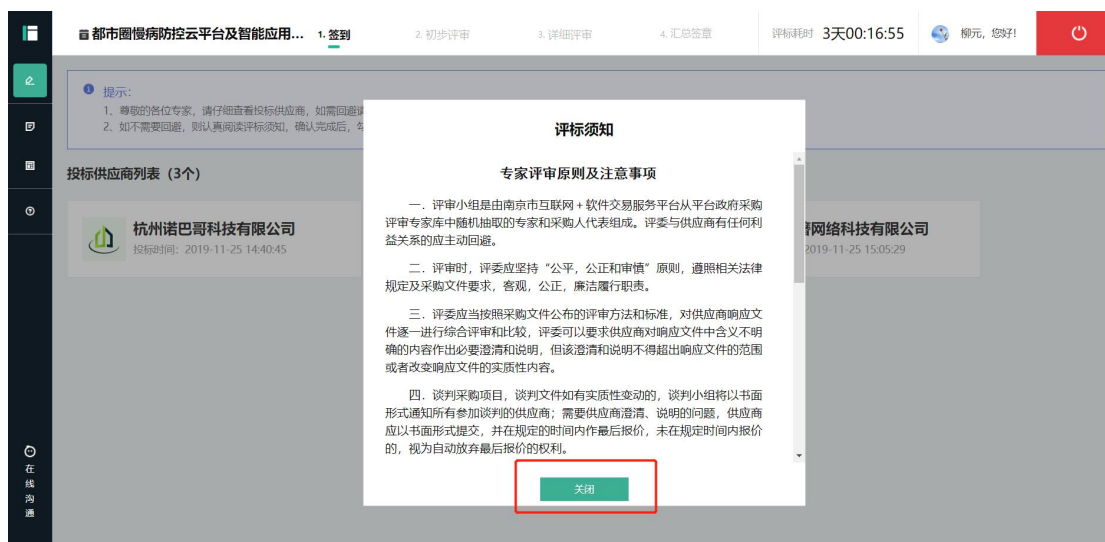 都市圈慢病防控云平台及智能应用... 1. 签到 2. 初步评审 3. 详细评审 4. 汇总签章 评标耗时 3天00:16:55 柳元，您好!
提示:
1、尊敬的各位专家，请仔细查看投标供应商，如需回避
2、如不需要回避，则认真阅读评标须知，确认完成后，
投标供应商列表（3个）
杭州诺巴哥科技有限公司
投标时间：2019-11-25 14:40:45
网络科技有限公司
2019-11-25 15:05:29
评标须知
专家评审原则及注意事项
一. 评审小组是由南京市互联网+软件交易服务平台从平台政府采购
评审专家库中随机抽取的专家和采购人代表组成。评委与供应商有任何利
益关系的应主动回避。
二. 评审时，评委应坚持“公平，公正和审慎”原则，遵照相关法律
规定及采购文件要求，客观，公正，廉洁履行职责。
三. 评委应当按照采购文件公布的评审方法和标准，对供应商响应文
件逐一进行综合评审和比较，评委可以要求供应商对响应文件中含义不明
确的内容作出必要澄清和说明，但该澄清和说明不得超出响应文件的范围
或者改变响应文件的实质性内容。
四. 谈判采购项目，谈判文件如有实质性变动的，谈判小组将以书面
形式通知所有参加谈判的供应商；需要供应商澄清、说明的问题，供应商
应以书面形式提交，并在规定的时间内作最后报价，未在规定时间内报价
的，视为自动放弃最后报价的权利。
关闭
在
线
沟
通